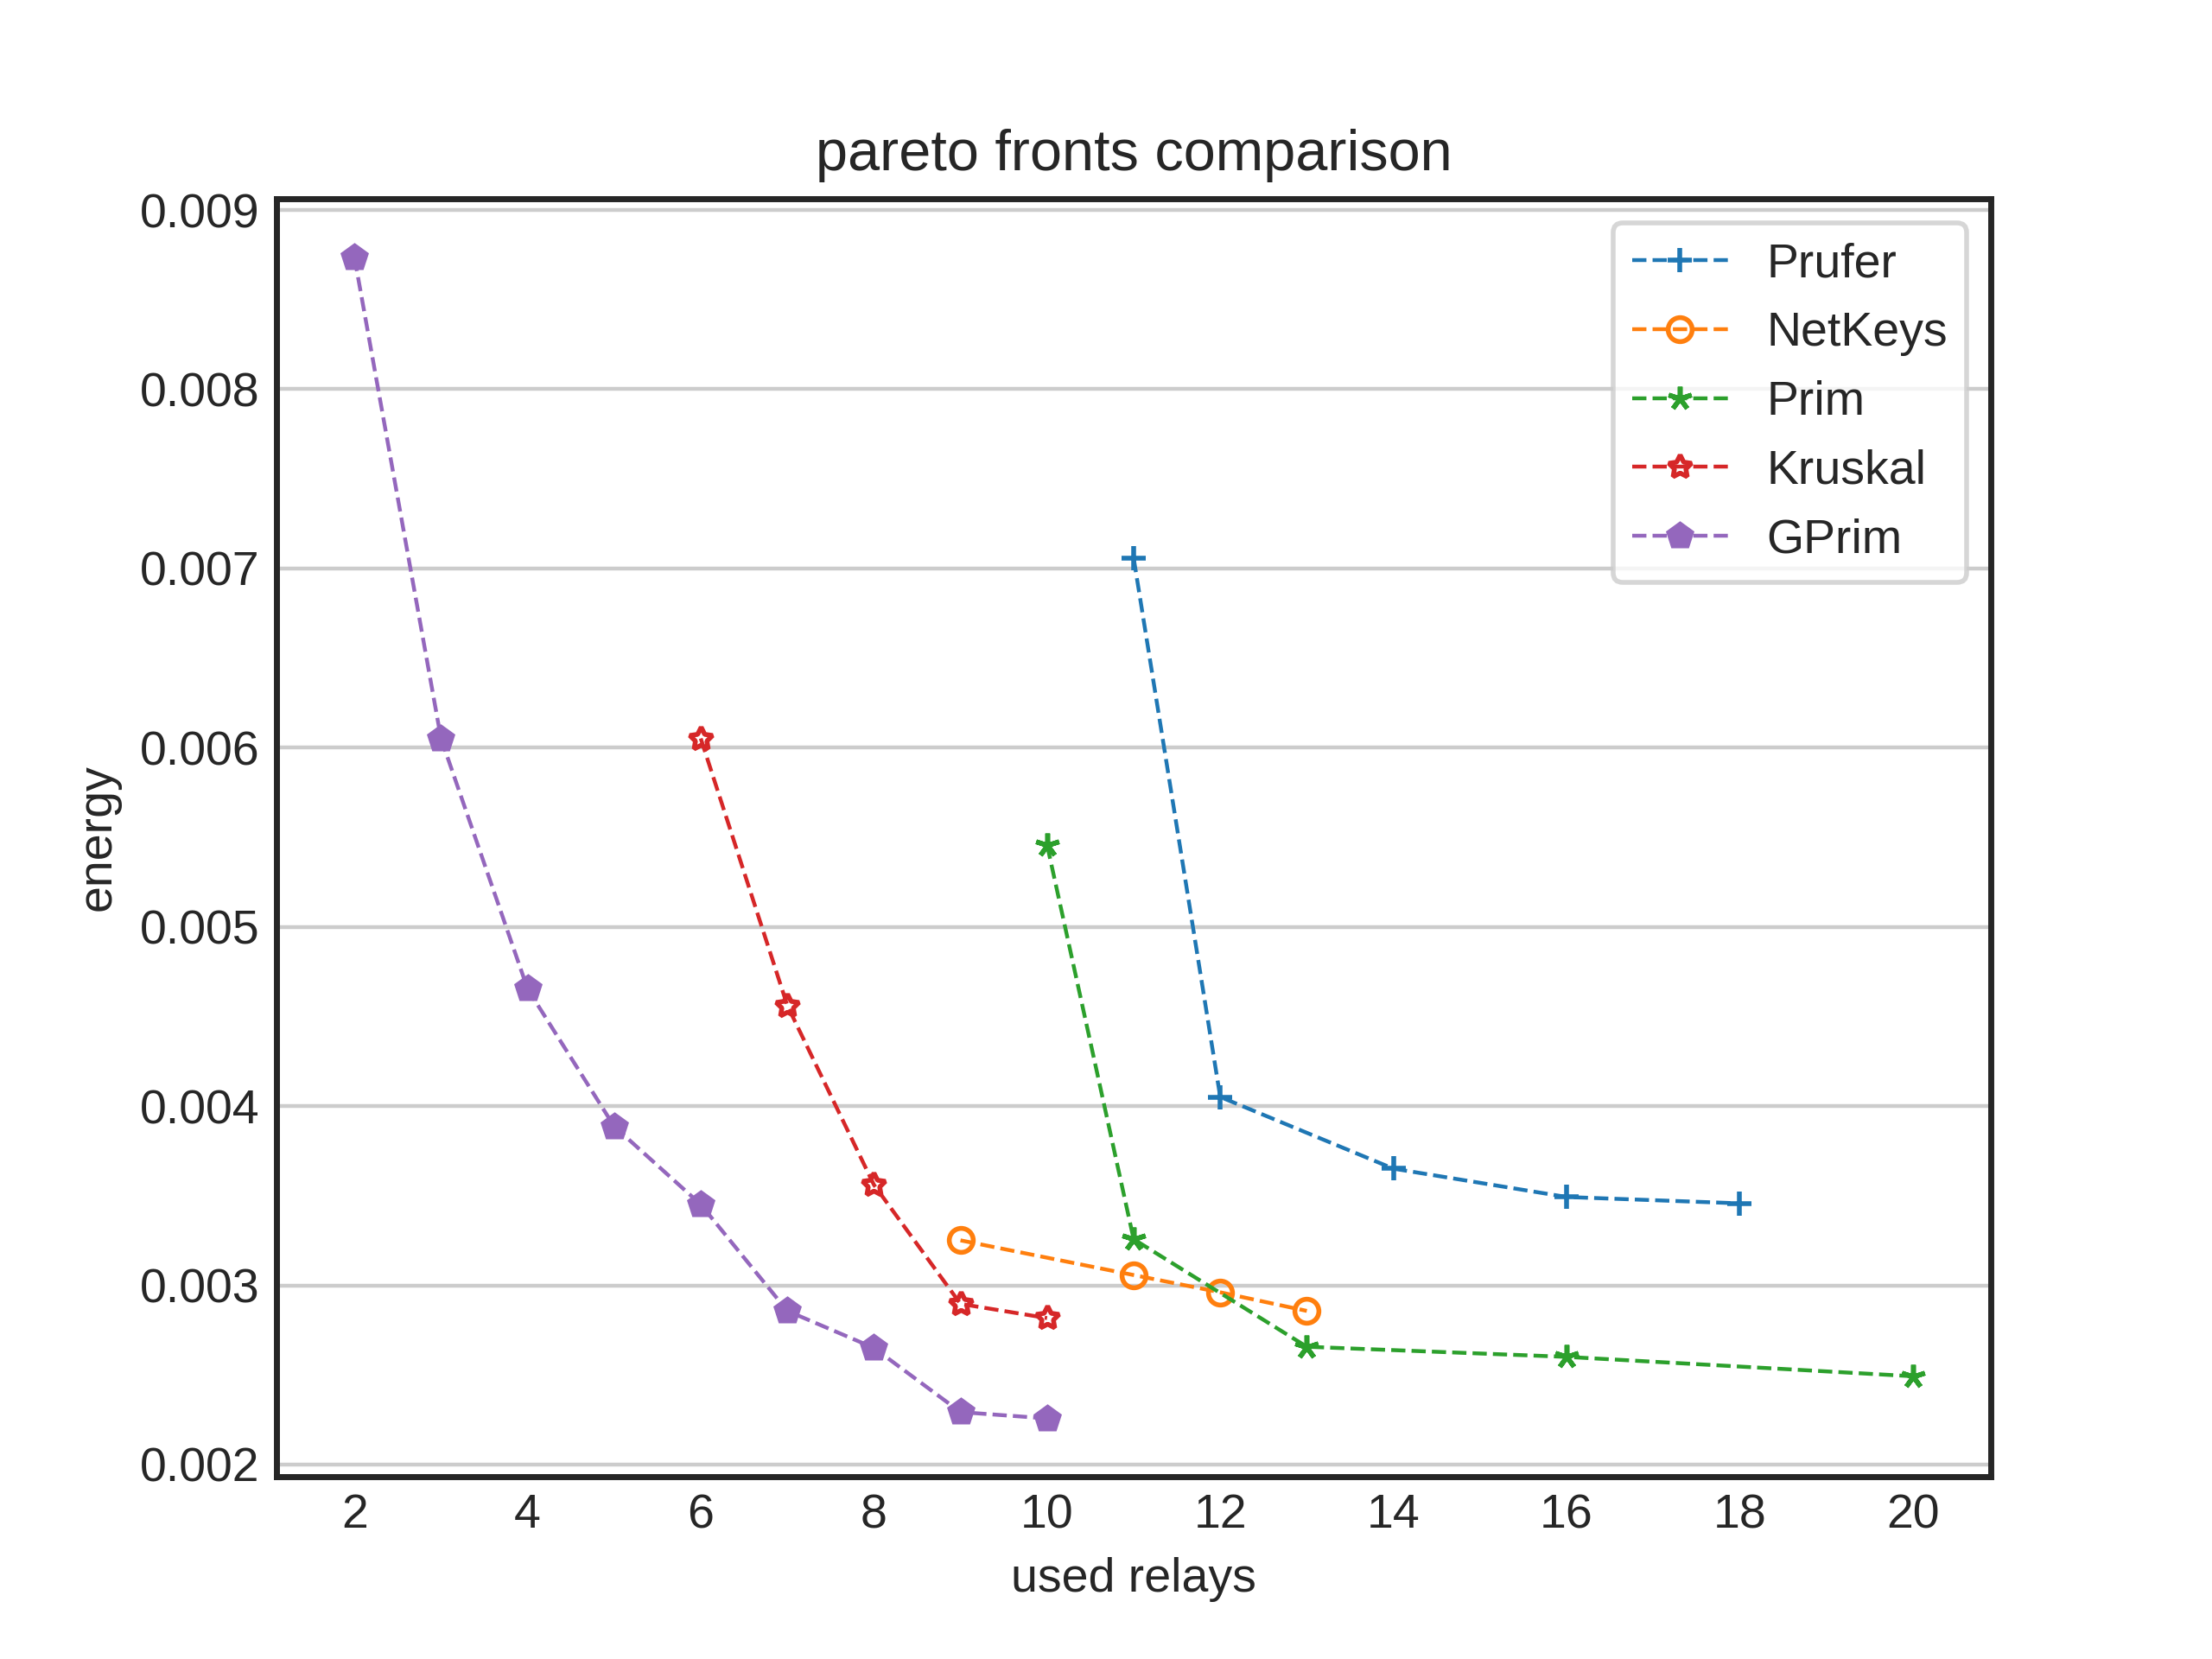 pareto fronts comparison
0.009
0.008
0.007
0.006
0.005
0.004
0.003
0.002
energy
Prufer
NetKeys
Prim
Kruskal
GPrim
2 4 6 8 10 12 14 16 18 20
used relays